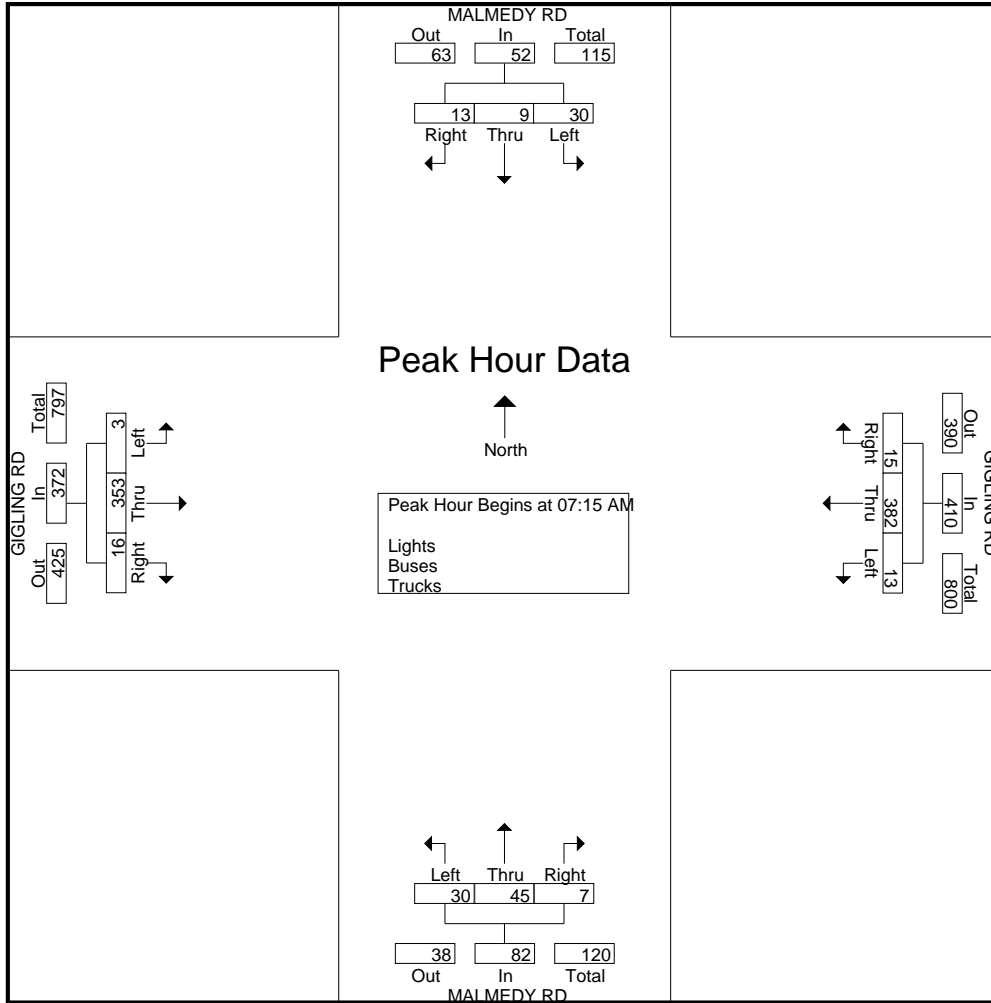 MALMEDY RD
Out In Total
63 52 115
13 9 30
Right Thru Left
Peak Hour Data
North
Peak Hour Begins at 07:15 AM
Lights
Buses
Trucks
GIGLING RD
Total In Out
797 372 425
3 353 16
Left Thru Right
Right Thru Left
15 382 13
390 410 800
Out In Total
GIGLING RD
Left Thru Right
30 45 7
38 82 120
Out In Total
MALMEDY RD